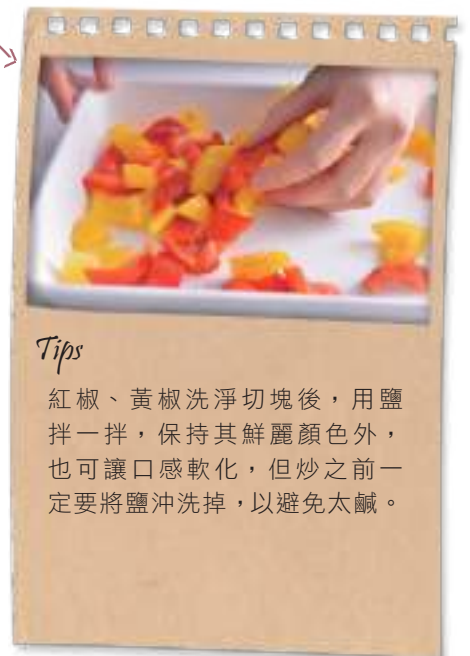 Tips
紅椒、黃椒洗淨切塊後，用鹽
拌一拌，保持其鮮麗顏色外，
也可讓口感軟化，但炒之前一
定要將鹽沖洗掉，以避免太鹹。